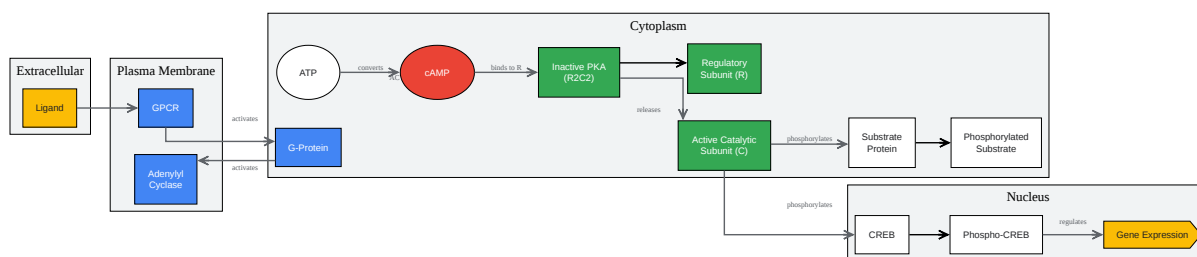 Cytoplasm
Extracellular
Plasma Membrane
ATP
converts
AC
cAMP
binds to R
Inactive PKA
(R2C2)
Regulatory
Subunit (R)
Ligand
GPCR
activates
releases
G-Protein
Active Catalytic
Subunit (C)
phosphorylates
Substrate
Protein
Phosphorylated
Substrate
activates
Adenylyl
Cyclase
Nucleus
phosphorylates
CREB
Phospho-CREB
regulates
Gene Expression